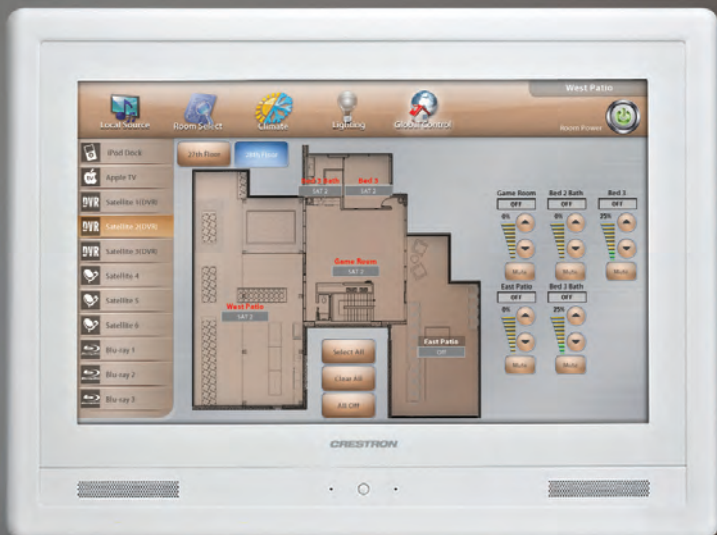 West Patio
Local Source
Room Select
Climate
Lighting
Global Control
Room Power
iPod Dock
Apple TV
DVR Satellite 1(DVR)
DVR Satellite 2(DVR)
DVR Satellite 3(DVR)
Satellite 4
Satellite 5
Satellite 6
Blu-ray 1
Blu-ray 2
Blu-ray 3
27th Floor
28th Floor
Bath
SAT 2
Bed 3
SAT 2
Game Room
SAT 2
West Patio
SAT 2
East Patio
Off
Select All
Clear All
All Off
Game Room
OFF
0%
Mute
Bed 2 Bath
OFF
0%
Mute
Bed 3
OFF
25%
Mute
East Patio
OFF
0%
Mute
Bed 3 Bath
OFF
25%
Mute
CRESTRON